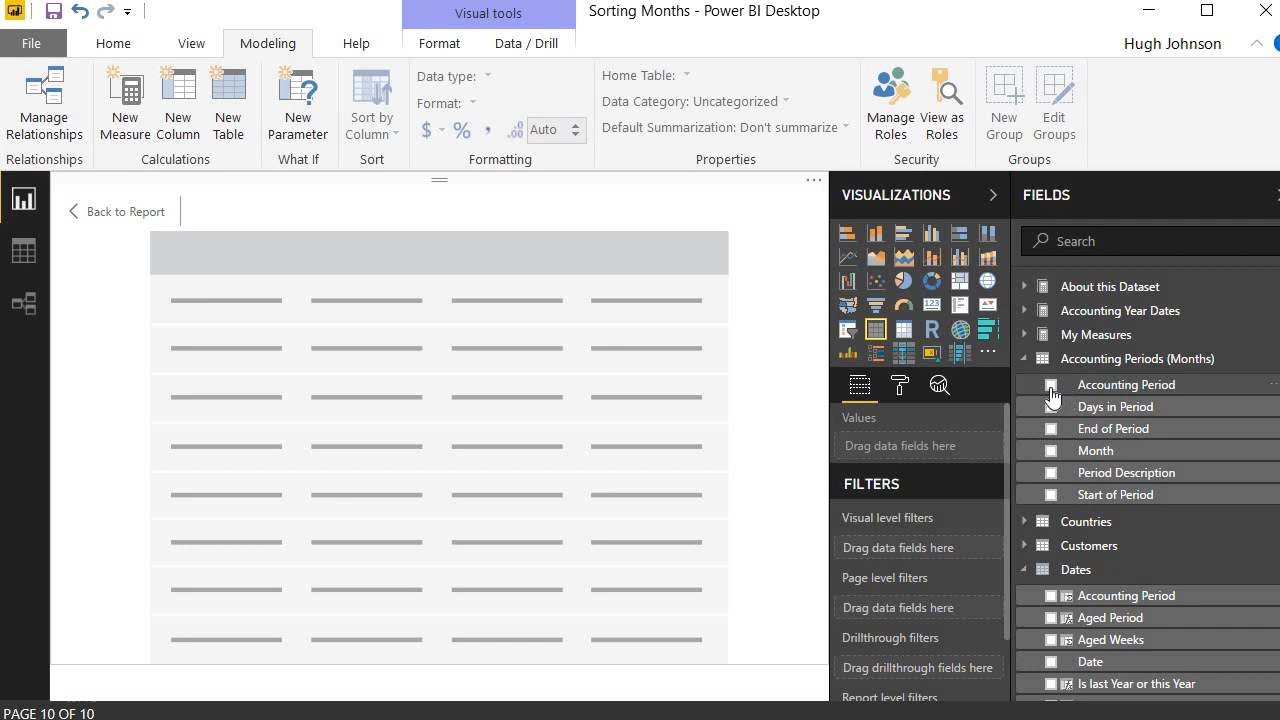 Visual tools
Sorting Months - Power BI Desktop
File
Home
View
Modeling
Help
Format
Data / Drill
Hugh Johnson
Manage Relationships
Relationships
New Measure
New Column
New Table
Calculations
New Parameter
What If
Sort by Column
Sort
Data type:
Format:
$ % , .00 Auto
Formatting
Home Table:
Data Category: Uncategorized
Default Summarization: Don't summarize
Properties
Manage Roles
View as Roles
Security
New Group
Edit Groups
Groups
Back to Report
VISUALIZATIONS
R
123
Values
Drag data fields here
FILTERS
Visual level filters
Drag data fields here
Page level filters
Drag data fields here
Drillthrough filters
Drag drillthrough fields here
Report level filters
FIELDS
Search
About this Dataset
Accounting Year Dates
My Measures
Accounting Periods (Months)
Accounting Period
Days in Period
End of Period
Month
Period Description
Start of Period
Countries
Customers
Dates
Accounting Period
Aged Period
Aged Weeks
Date
Is last Year or this Year
PAGE 10 OF 10